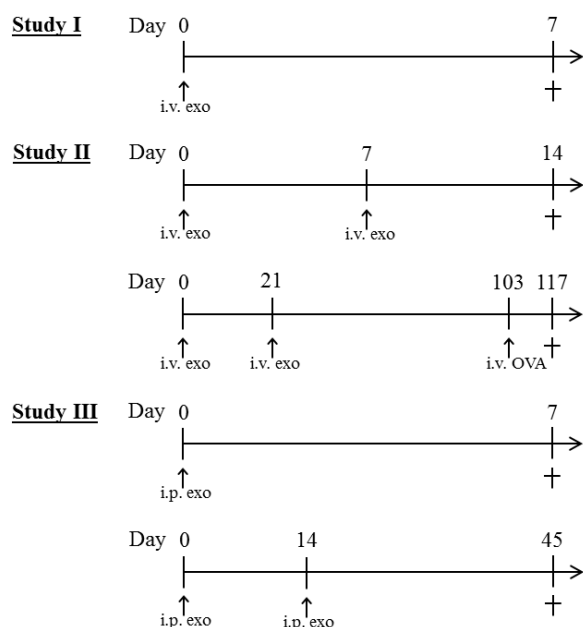 Study I Day 0 7
i.v. exo
Study II Day 0 7 14
i.v. exo i.v. exo
Day 0 21 103 117
i.v. exo i.v. exo i.v. OVA
Study III Day 0 7
i.p. exo
Day 0 14 45
i.p. exo i.p. exo